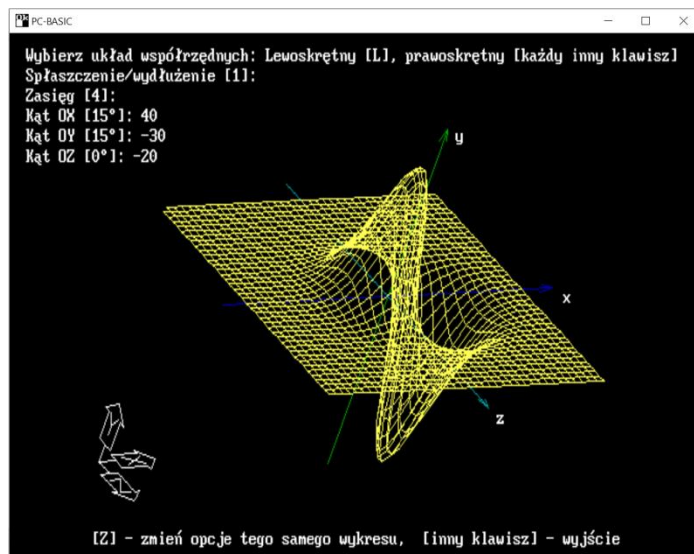 PC-BASIC
Wybierz układ współrzędnych: Lewoskrętny [L], prawoskrętny [każdy inny klawisz]
Spłaszczenie/wydłużenie [1]:
Zasięg [4]:
Kąt OX [15°]: 40
Kąt OY [15°]: -30
Kąt OZ [0°]: -20
y
x
z
[Z] - zmień opcje tego samego wykresu, [inny klawisz] - wyjście